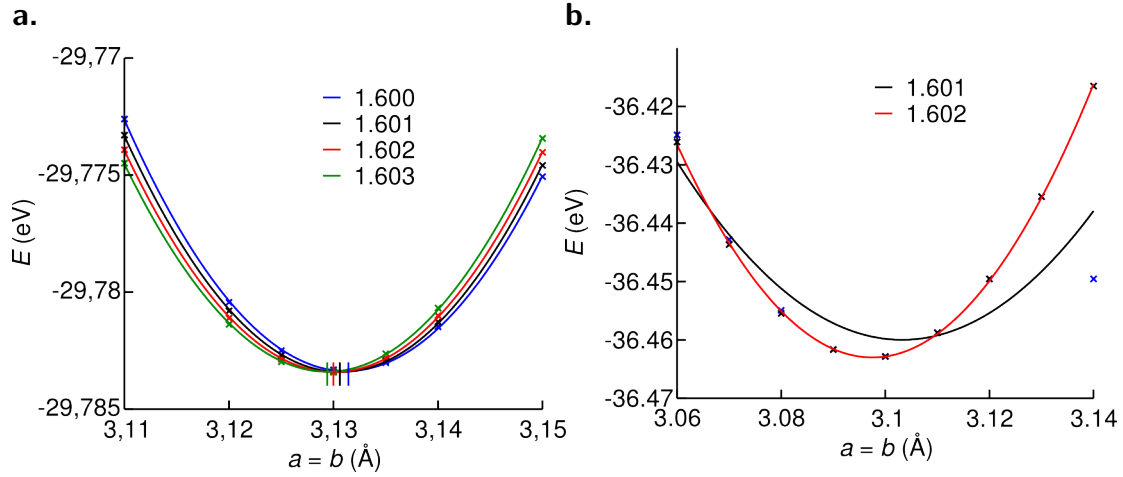 a.
-29,77
-29,775
-29,78
-29,785
E (eV)
1.600
1.601
1.602
1.603
3,11 3,12 3,13 3,14 3,15
a = b (Å)
b.
-36.42
-36.43
-36.44
-36.45
-36.46
-36.47
E (eV)
1.601
1.602
3.06 3.08 3.1 3.12 3.14
a = b (Å)